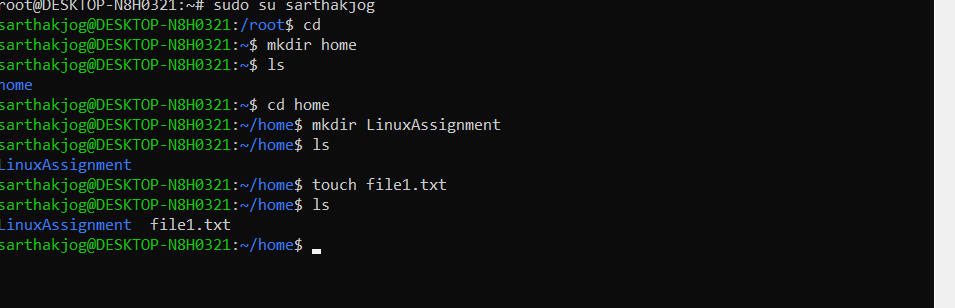 root@DESKTOP-N8H0321:~# sudo su sarthakjog
sarthakjog@DESKTOP-N8H0321:/root$ cd
sarthakjog@DESKTOP-N8H0321:~$ mkdir home
sarthakjog@DESKTOP-N8H0321:~$ ls
home
sarthakjog@DESKTOP-N8H0321:~$ cd home
sarthakjog@DESKTOP-N8H0321:~/home$ mkdir LinuxAssignment
sarthakjog@DESKTOP-N8H0321:~/home$ ls
LinuxAssignment
sarthakjog@DESKTOP-N8H0321:~/home$ touch file1.txt
sarthakjog@DESKTOP-N8H0321:~/home$ ls
LinuxAssignment  file1.txt
sarthakjog@DESKTOP-N8H0321:~/home$